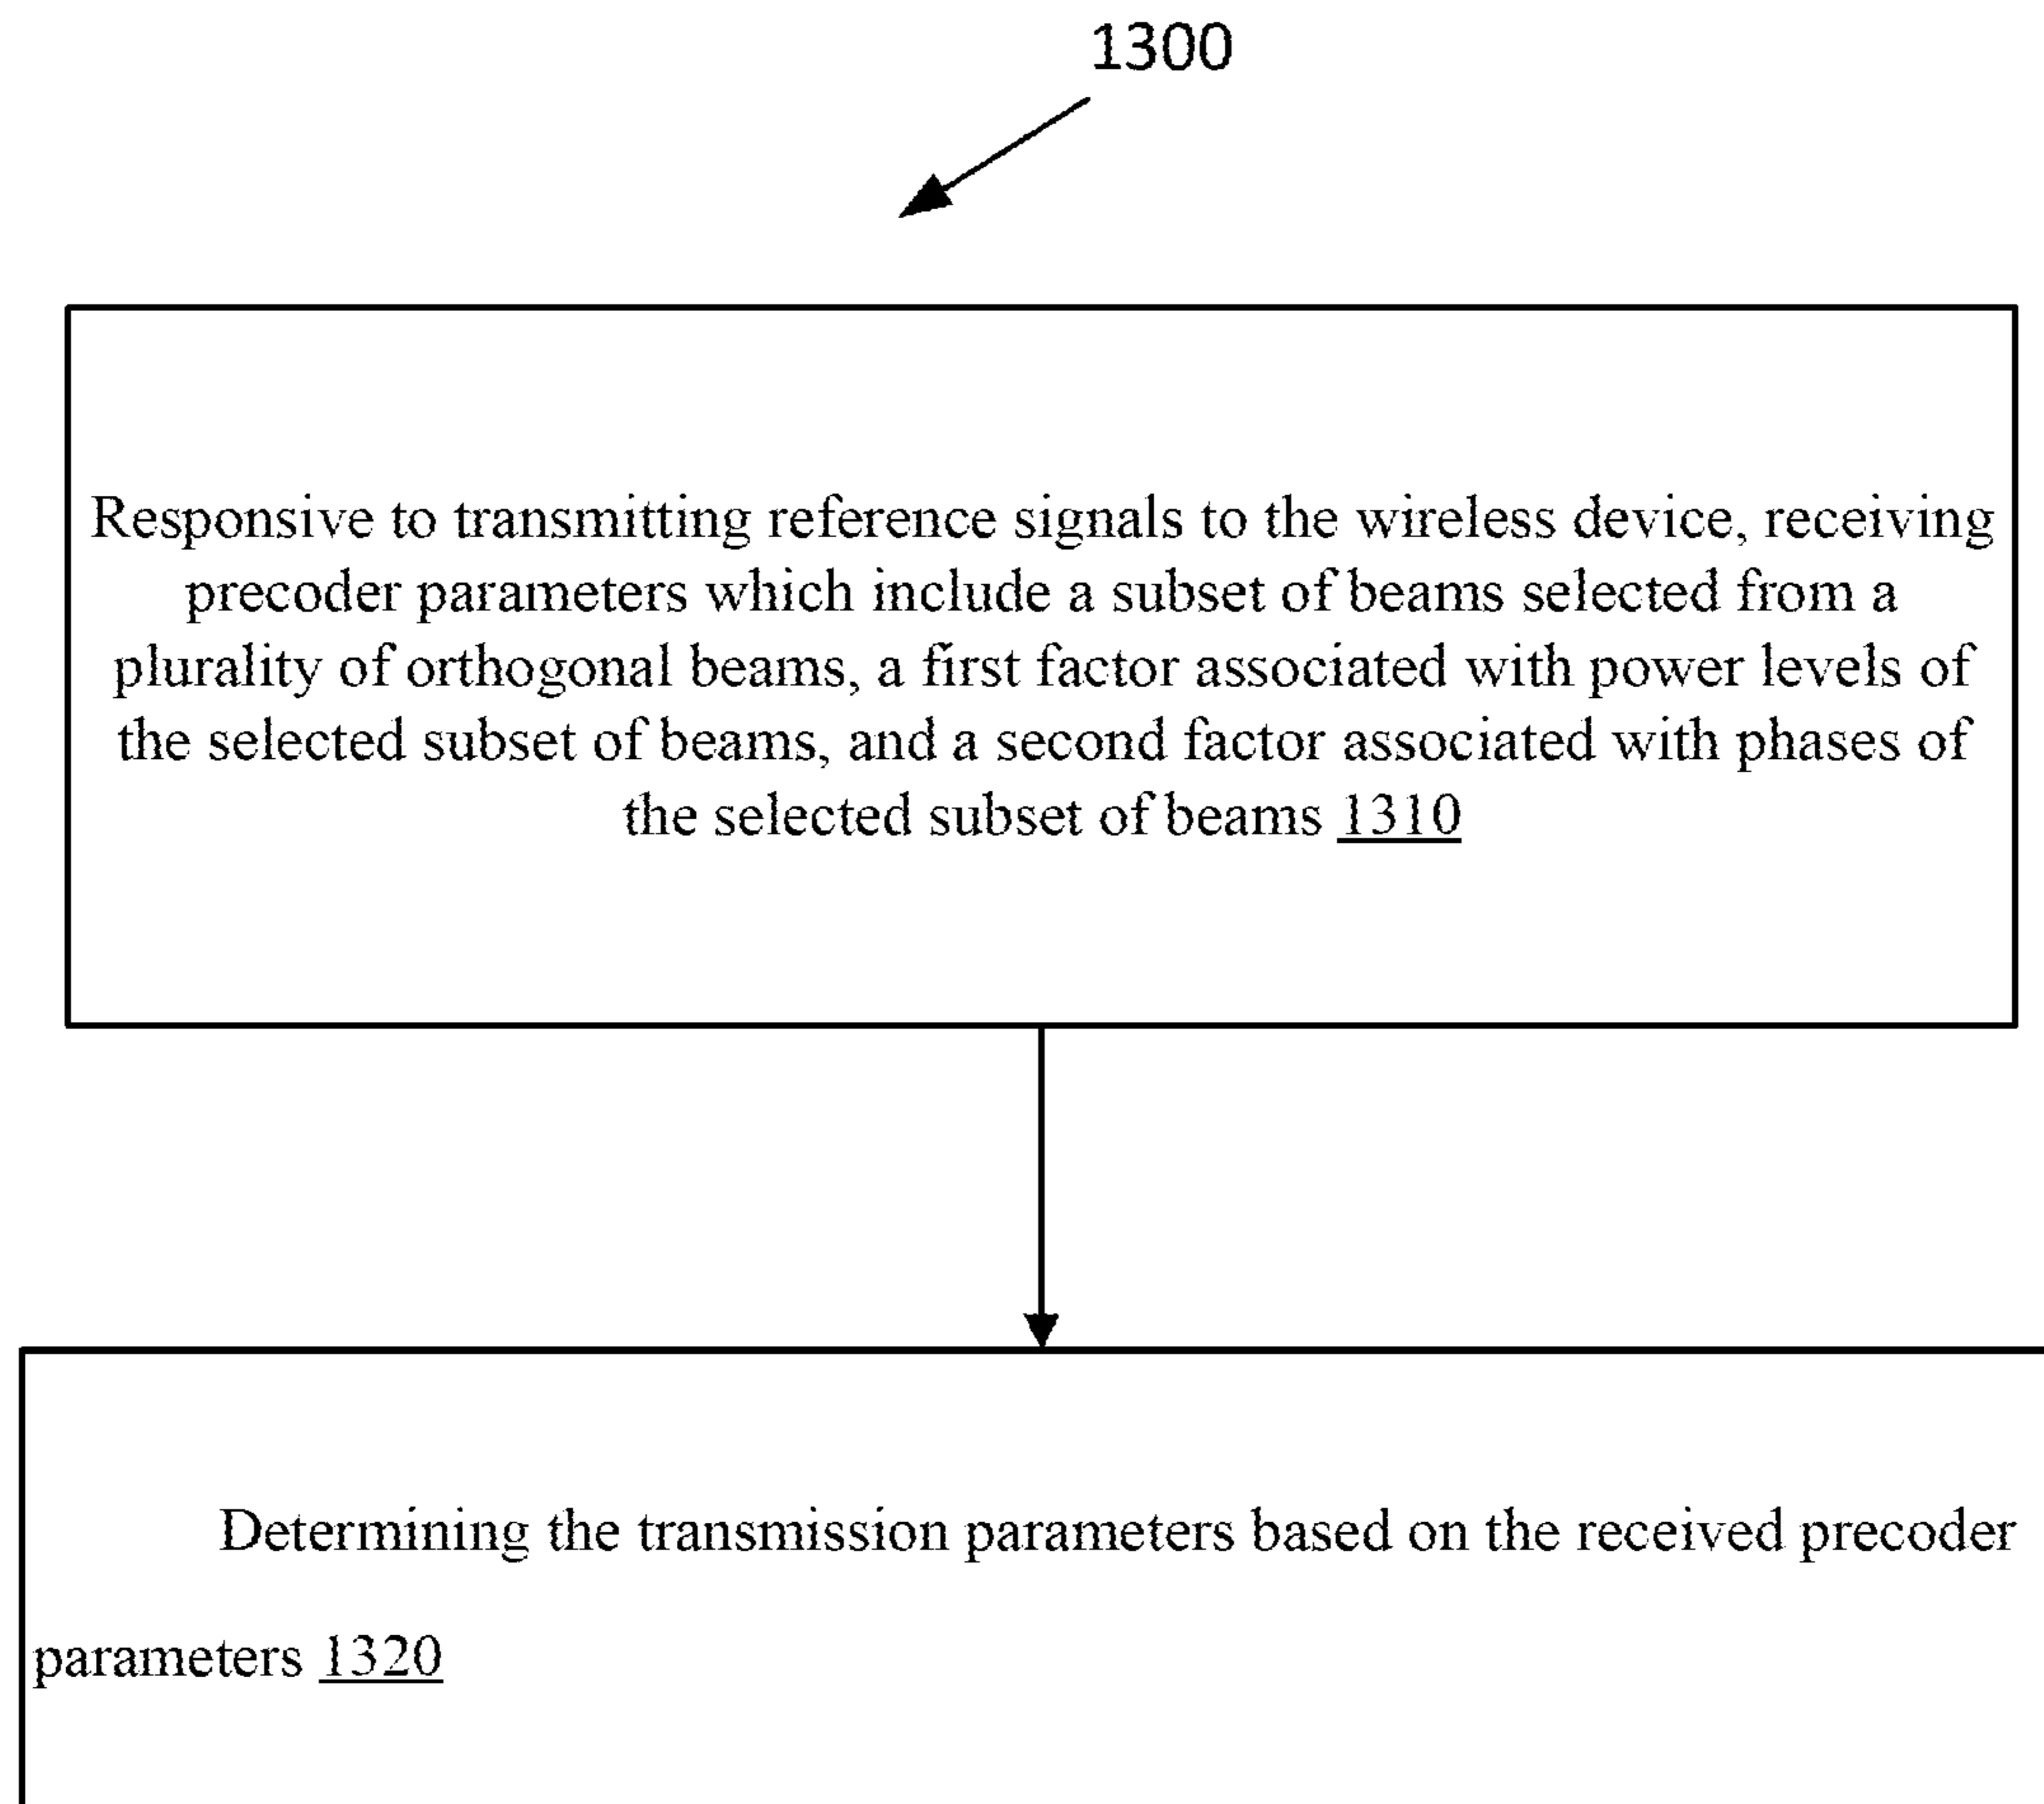 1300
Responsive to transmitting reference signals to the wireless device, receiving
precoder parameters which include a subset of beams selected from a
plurality of orthogonal beams, a first factor associated with power levels of
the selected subset of beams, and a second factor associated with phases of
the selected subset of beams 1310
Determining the transmission parameters based on the received precoder
parameters 1320